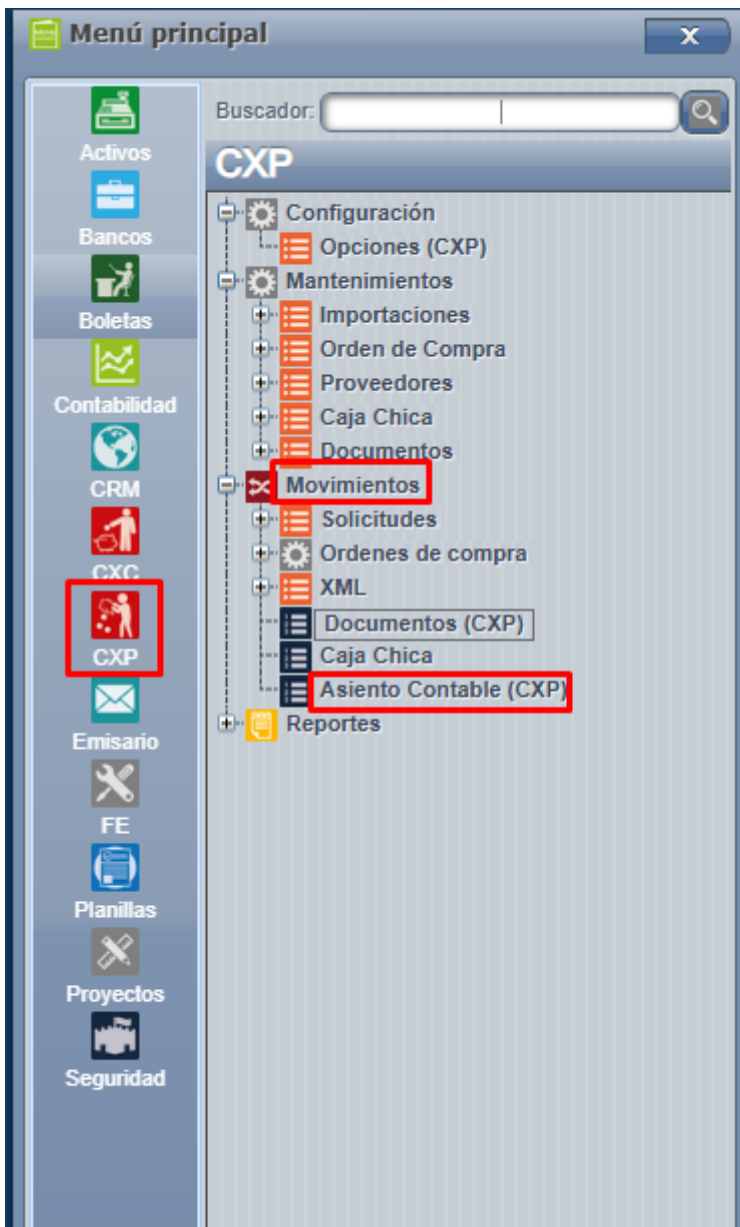 Menú principal
X
Activos
Bancos
Boletas
Contabilidad
CRM
CXC
CXP
Emisario
FE
Planillas
Proyectos
Seguridad
Buscador:
CXP
Configuración
Opciones (CXP)
Mantenimientos
Importaciones
Orden de Compra
Proveedores
Caja Chica
Documentos
Movimientos
Solicitudes
Ordenes de compra
XML
Documentos (CXP)
Caja Chica
Asiento Contable (CXP)
Reportes